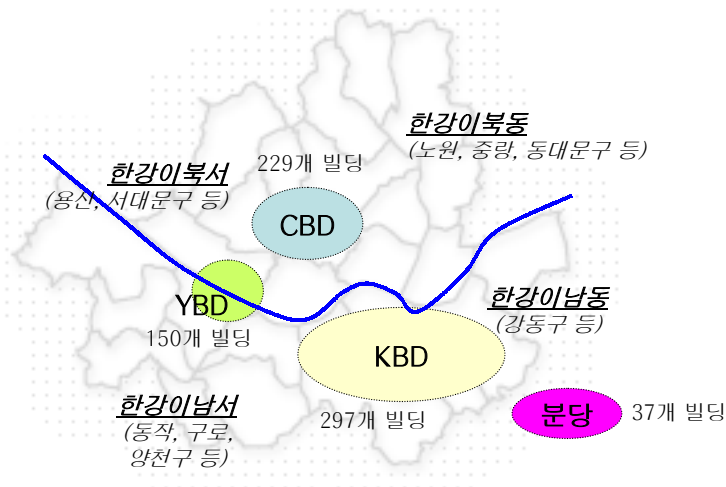 한강이북동
(노원, 중랑, 동대문구 등)
229개 빌딩
한강이북서
(용산, 서대문구 등)
CBD
YBD
150개 빌딩
한강이남동
(강동구 등)
KBD
297개 빌딩
한강이남서
(동작, 구로,
양천구 등)
분당
37개 빌딩